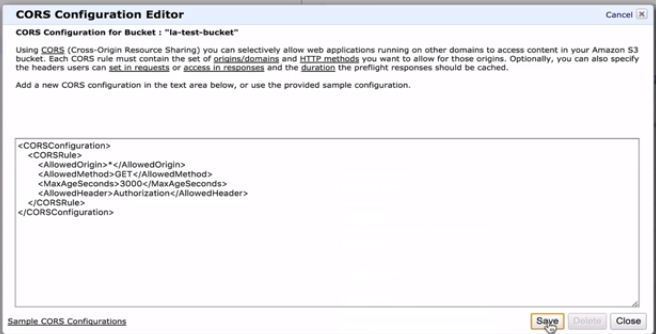 CORS Configuration Editor
Cancel
CORS Configuration for Bucket : "la-test-bucket"
Using CORS (Cross-Origin Resource Sharing) you can selectively allow web applications running on other domains to access content in your Amazon S3
bucket. Each CORS rule must contain the set of origins/domains and HTTP methods you want to allow for those origins. Optionally, you can also specify
the headers users can set in requests or access in responses and the duration the preflight responses should be cached.
Add a new CORS configuration in the text area below, or use the provided sample configuration.
<CORSConfiguration>
<CORSRule>
<AllowedOrigin>*</AllowedOrigin>
<AllowedMethod>GET</AllowedMethod>
<MaxAgeSeconds>3000</MaxAgeSeconds>
<AllowedHeader>Authorization</AllowedHeader>
</CORSRule>
</CORSConfiguration>
Sample CORS Configurations
Save
Delete
Close